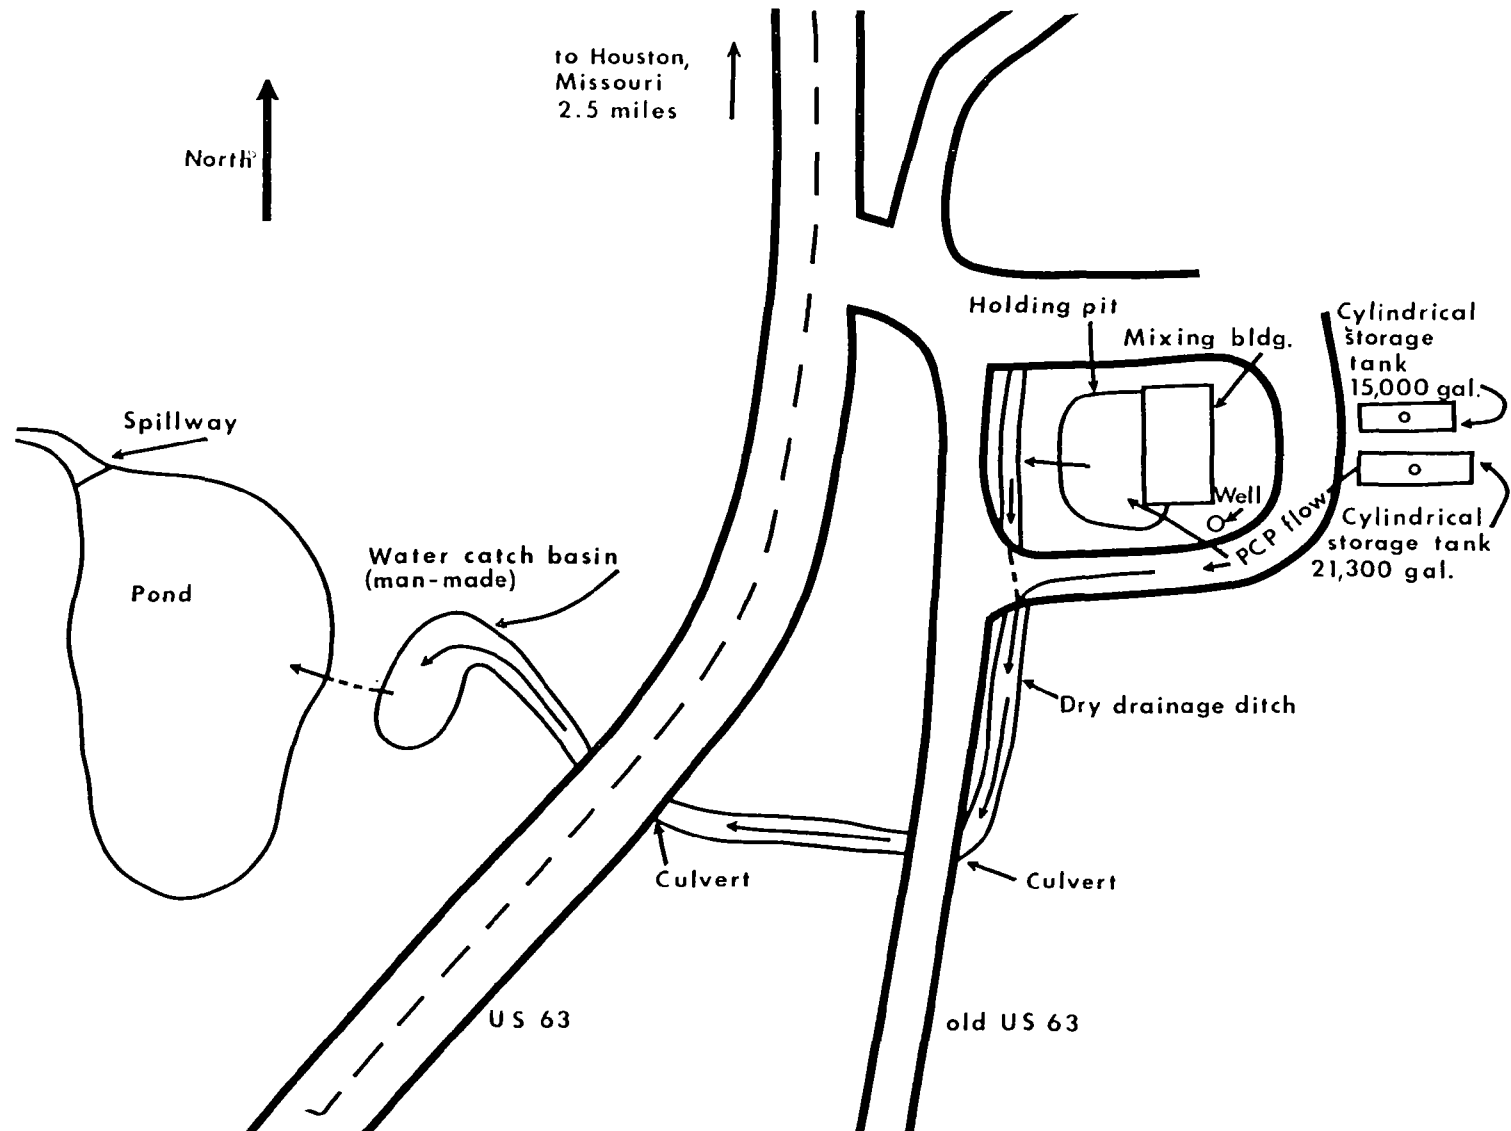 to Houston,
Missouri
2.5 miles
North
Holding pit
Mixing bldg.
Cylindrical
storage
tank
15,000 gal.
Spillway
Well
PCP flow
Cylindrical
storage tank
21,300 gal.
Water catch basin
(man-made)
Pond
Dry drainage ditch
Culvert
Culvert
US 63
old US 63